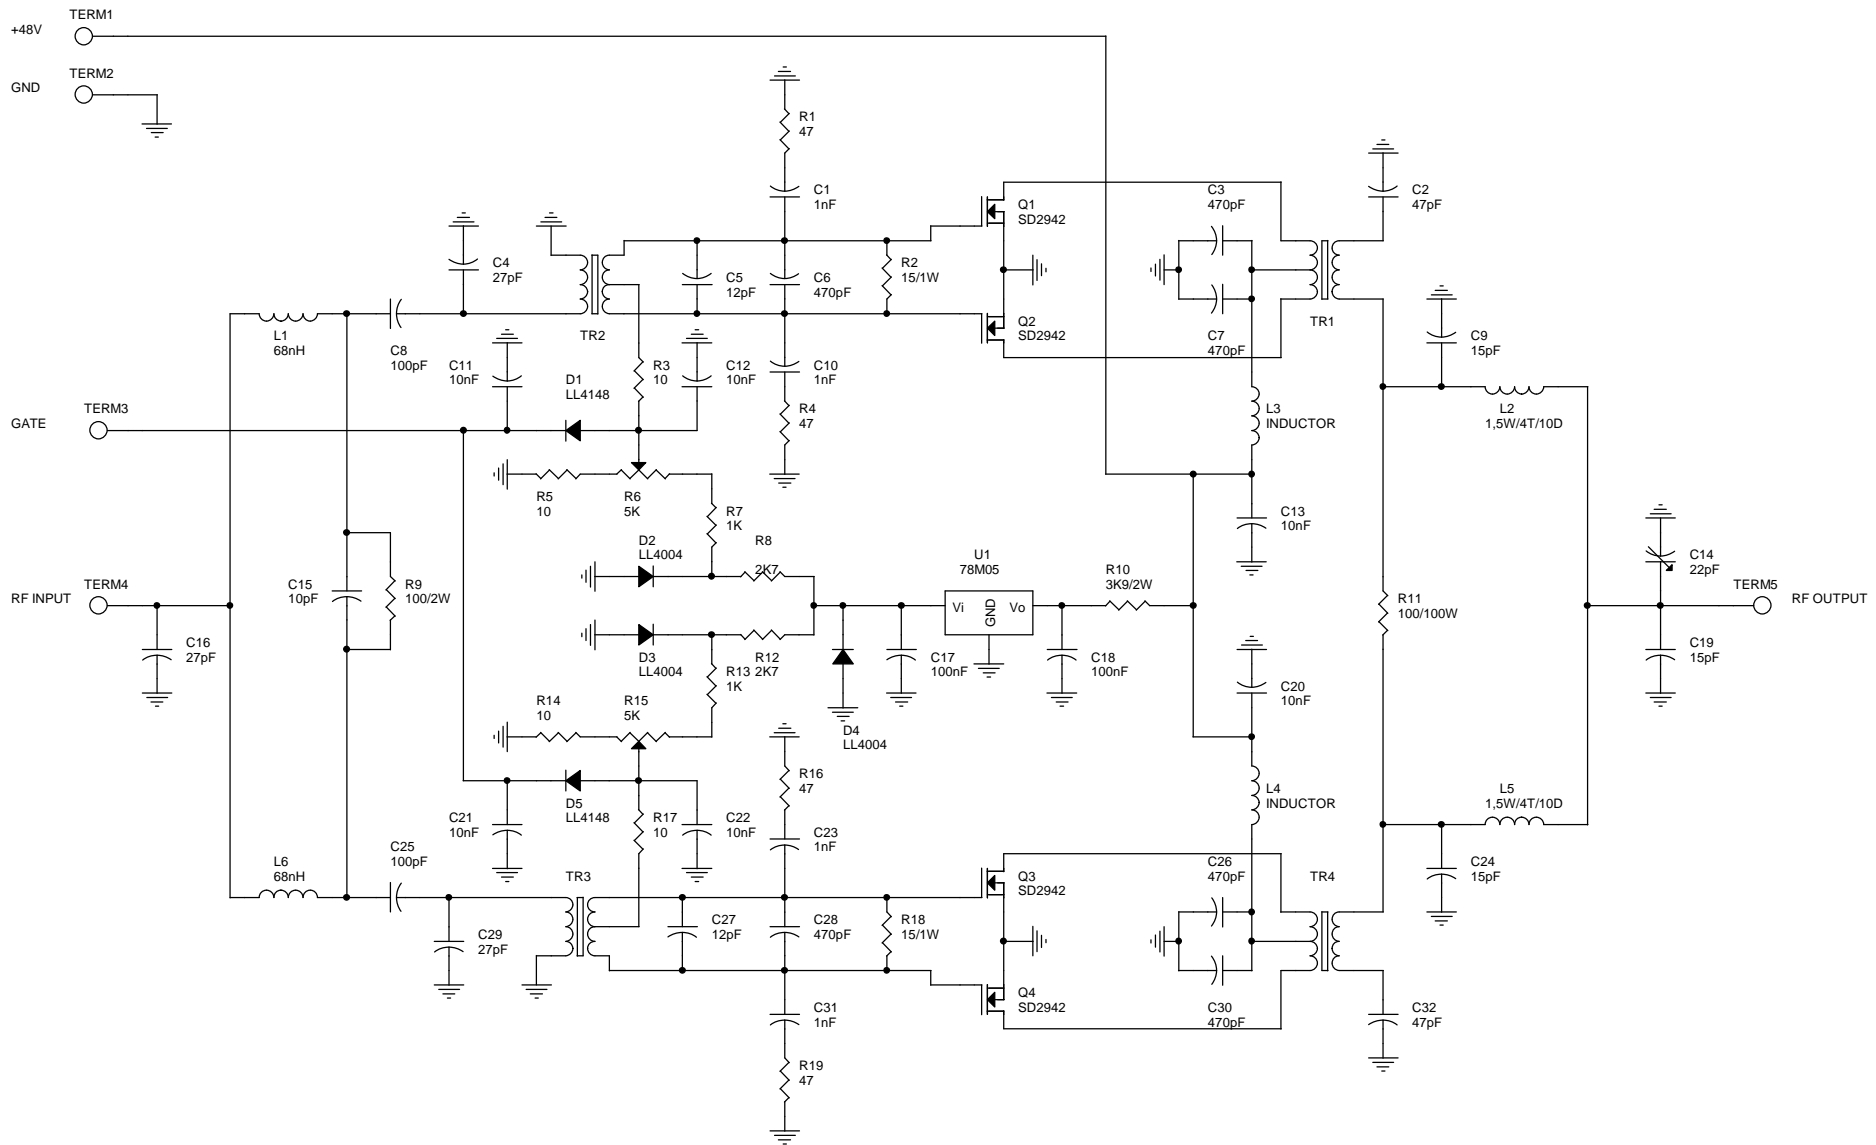 TERM1
+48V
TERM2
GND
R1
47
C1
1nF
Q1
SD2942
C3
470pF
C2
47pF
C4
27pF
C5
12pF
C6
470pF
R2
15/1W
L1
68nH
C8
100pF
TR2
C11
10nF
D1
LL4148
R3
10
C12
10nF
C10
1nF
Q2
SD2942
C7
470pF
TR1
C9
15pF
TERM3
GATE
R4
47
L3
INDUCTOR
L2
1,5W/4T/10D
R5
10
R6
5K
R7
1K
D2
LL4004
R8
2K7
U1
78M05
Vi
GND
Vo
R10
3K9/2W
C13
10nF
C14
22pF
TERM4
RF INPUT
C15
10pF
R9
100/2W
R11
100/100W
TERM5
RF OUTPUT
C16
27pF
D3
LL4004
R13
1K
R12
2K7
C17
100nF
C18
100nF
C19
15pF
C20
10nF
R14
10
R15
5K
D4
LL4004
R16
47
L4
INDUCTOR
L5
1,5W/4T/10D
C21
10nF
D5
LL4148
R17
10
C22
10nF
C23
1nF
L6
68nH
C25
100pF
TR3
Q3
SD2942
C26
470pF
TR4
C24
15pF
C29
27pF
C27
12pF
C28
470pF
R18
15/1W
C31
1nF
Q4
SD2942
C30
470pF
C32
47pF
R19
47